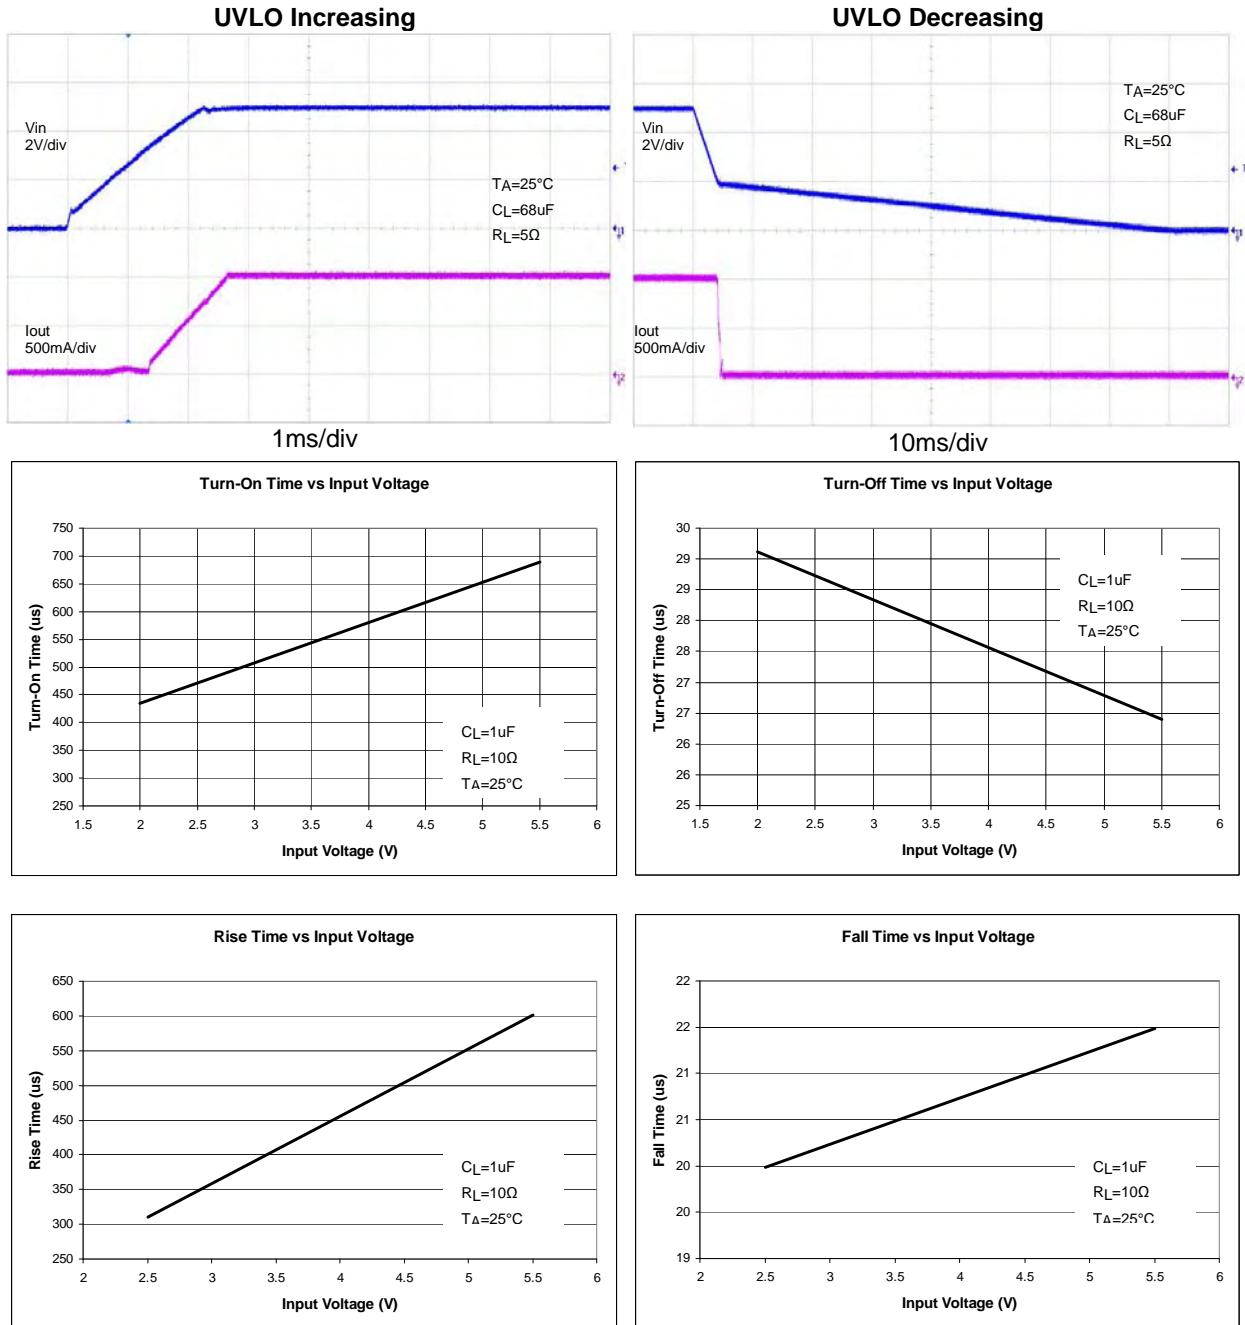 UVLO Increasing
UVLO Decreasing
Vin
2V/div
TA=25°C
CL=68uF
RL=5Ω
Iout
500mA/div
1ms/div
Vin
2V/div
TA=25°C
CL=68uF
RL=5Ω
Iout
500mA/div
10ms/div
Turn-On Time vs Input Voltage
750
700
650
600
550
500
450
400
350
300
250
Turn-On Time (us)
CL=1uF
RL=10Ω
TA=25°C
1.5 2 2.5 3 3.5 4 4.5 5 5.5 6
Input Voltage (V)
Turn-Off Time vs Input Voltage
30
29
29
28
28
27
27
26
26
25
Turn-Off Time (us)
CL=1uF
RL=10Ω
TA=25°C
1.5 2 2.5 3 3.5 4 4.5 5 5.5 6
Input Voltage (V)
Rise Time vs Input Voltage
650
600
550
500
450
400
350
300
250
Rise Time (us)
CL=1uF
RL=10Ω
TA=25°C
2 2.5 3 3.5 4 4.5 5 5.5 6
Input Voltage (V)
Fall Time vs Input Voltage
22
22
21
21
20
20
19
Fall Time (us)
CL=1uF
RL=10Ω
TA=25°C
2 2.5 3 3.5 4 4.5 5 5.5 6
Input Voltage (V)